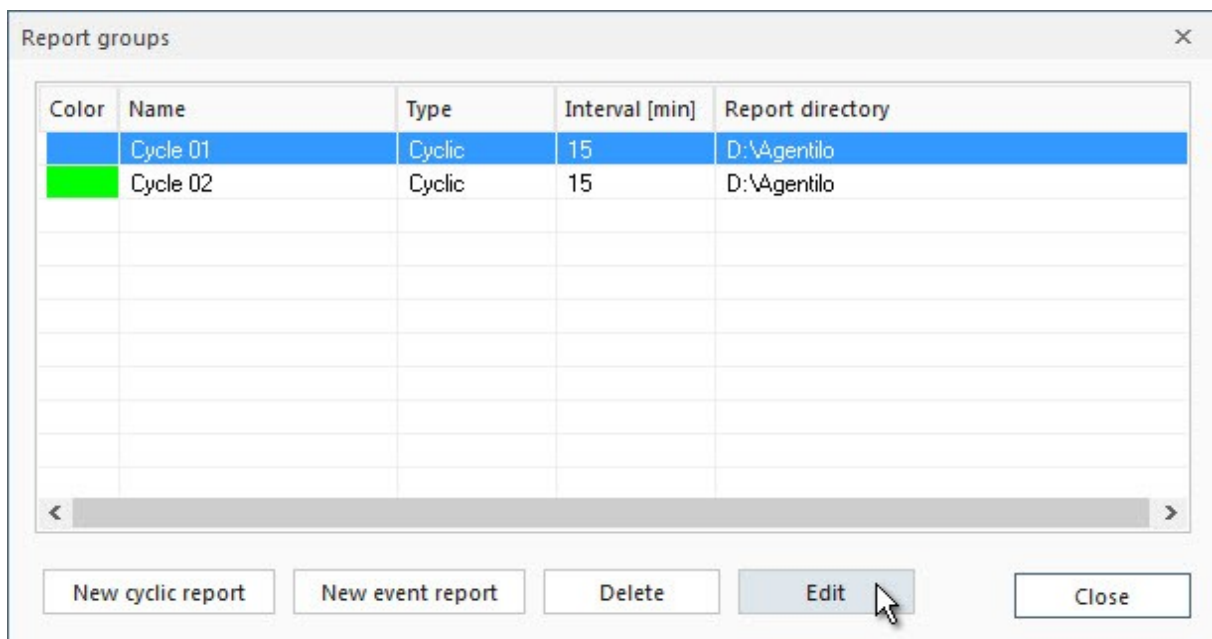 Report groups
Color Name Type Interval [min] Report directory
Cycle 01 Cyclic 15 D:\Agentilo
Cycle 02 Cyclic 15 D:\Agentilo
New cyclic report New event report Delete Edit Close